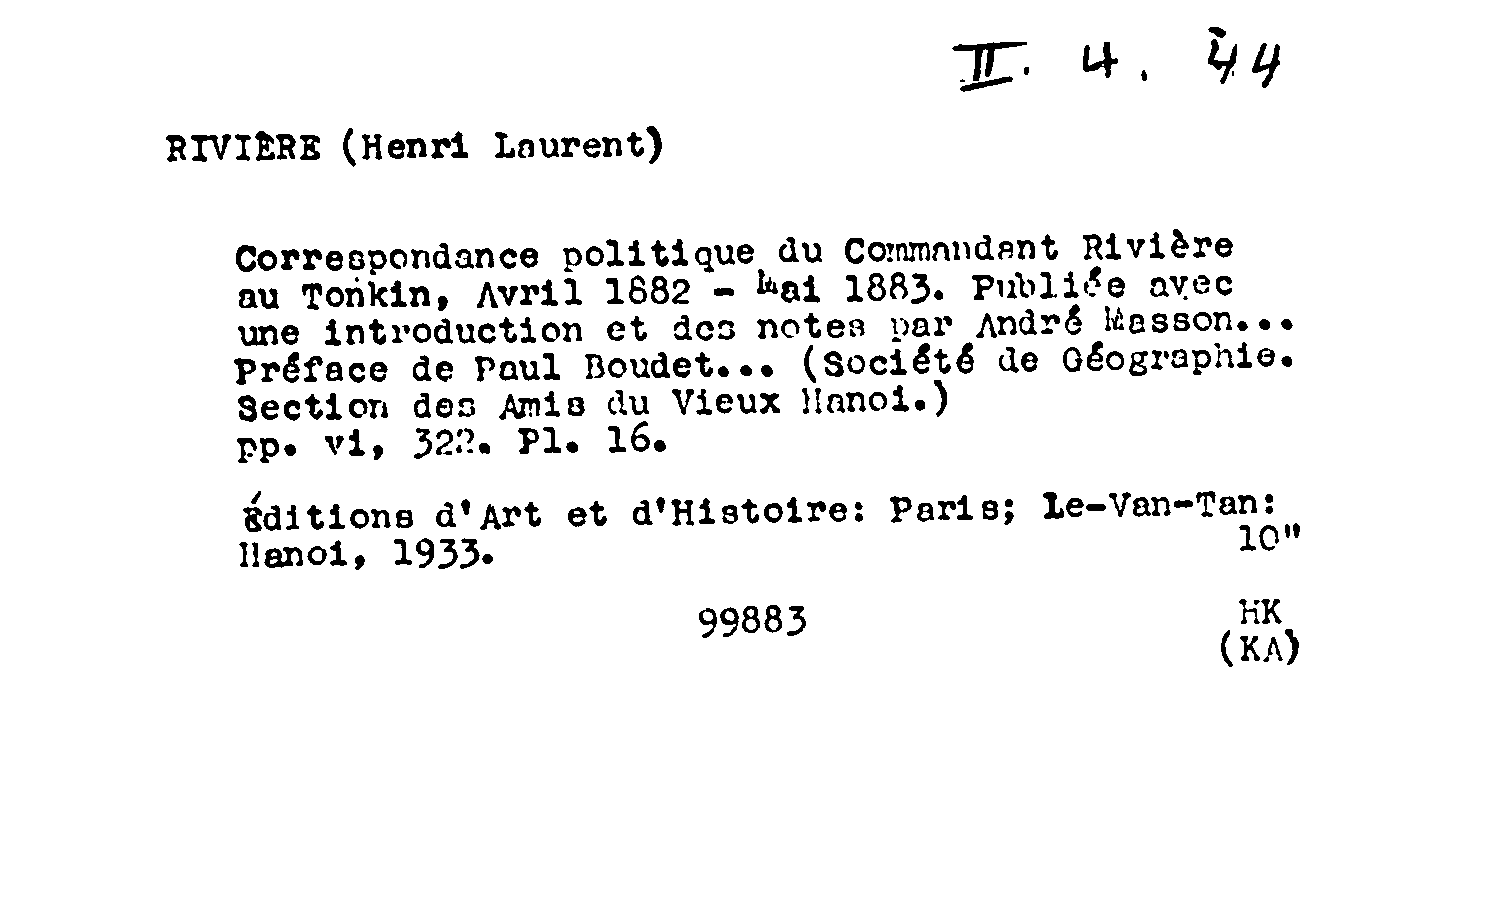 II. 4. 44
RIVIÈRE (Henri Laurent)
Correspondance politique du Commandant Rivière
au Tonkin, Avril 1882 - Mai 1883. Publiée avec
une introduction et des notes par André Masson...
Préface de Paul Boudet... (Société de Géographie.
Section des Amis du Vieux Hanoi.)
pp. vi, 322. Pl. 16.
Éditions d'Art et d'Histoire: Paris; Le-Van-Tan:
Hanoi, 1933.
10"
99883
HK
(KA)